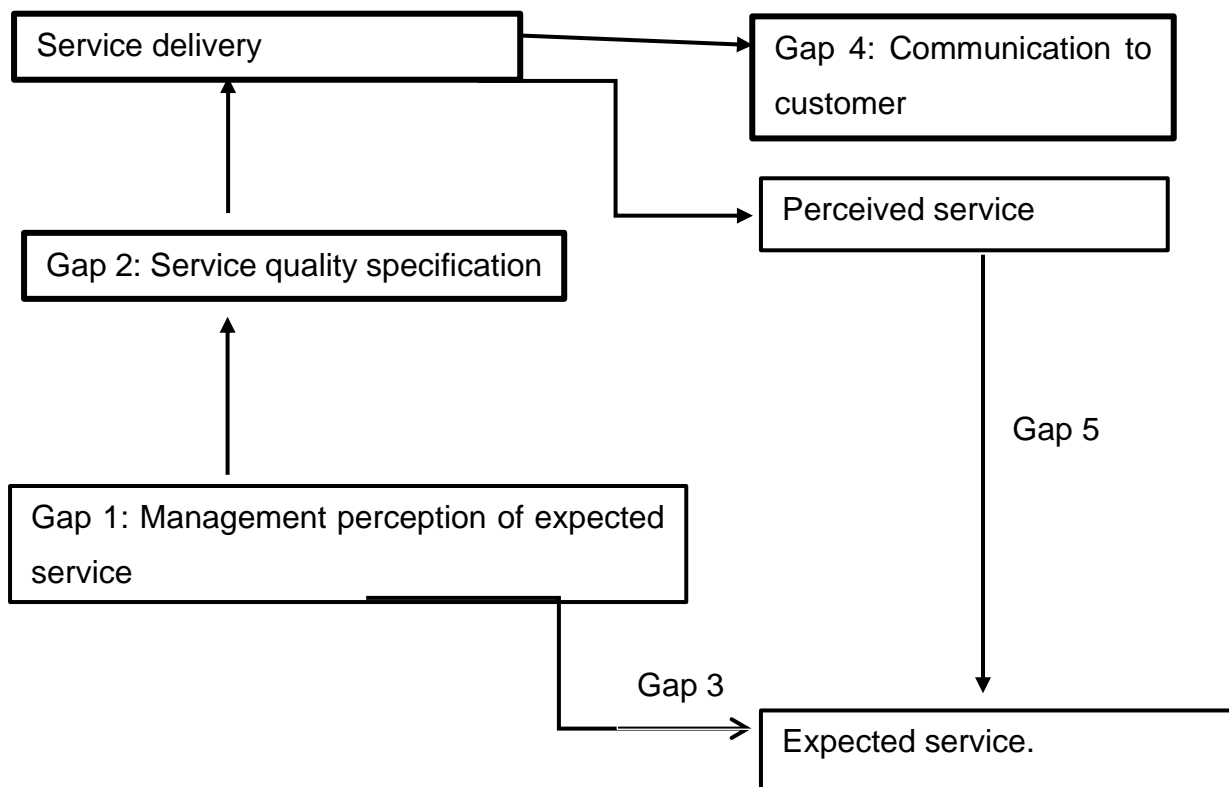 Service delivery
Gap 4: Communication to
customer
Perceived service
Gap 2: Service quality specification
Gap 5
Gap 1: Management perception of expected
service
Gap 3
Expected service.